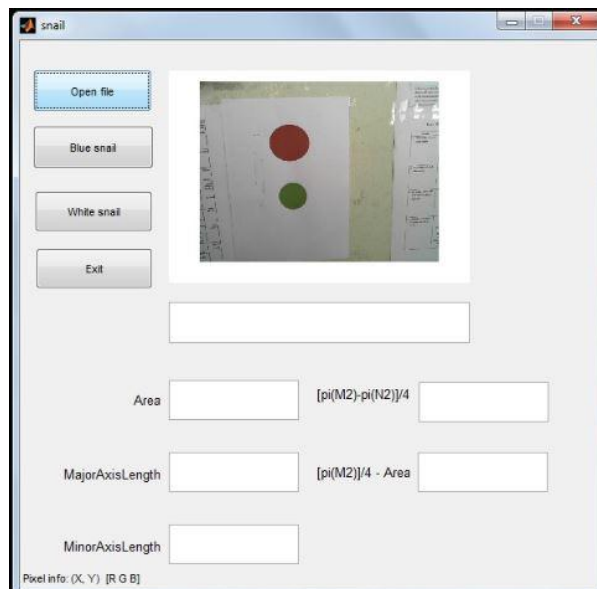 snail
Open file
Blue snail
White snail
Exit
Area
[pi(M2)-pi(N2)]/4
MajorAxisLength
[pi(M2)]/4 - Area
MinorAxisLength
Pixel info: (X, Y) [R G B]